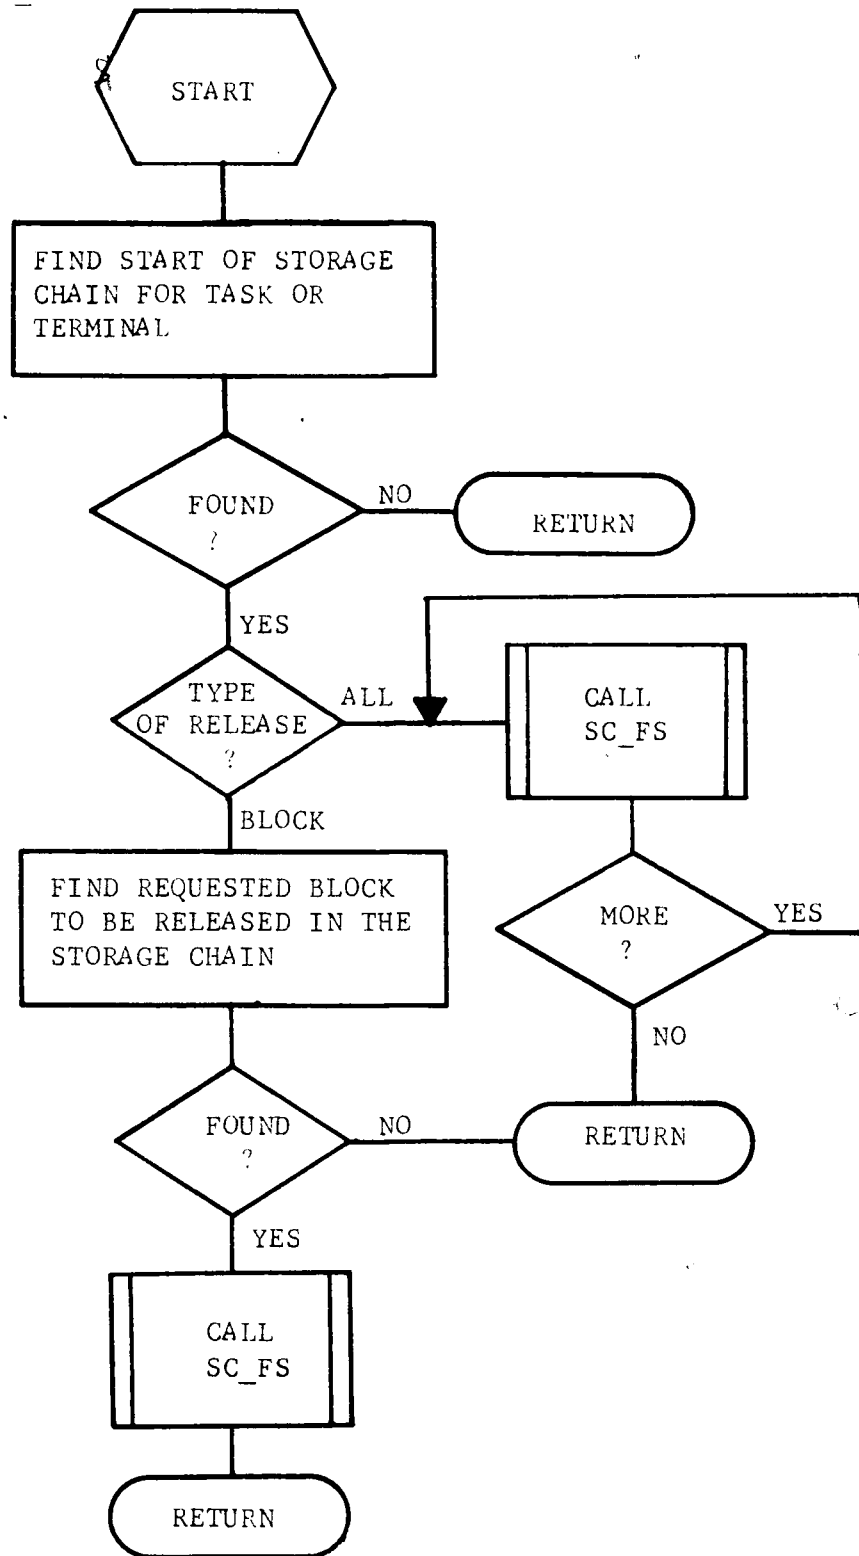 START
FIND START OF STORAGE
CHAIN FOR TASK OR
TERMINAL
FOUND
?
NO
RETURN
YES
TYPE
OF RELEASE
?
ALL
CALL
SC_FS
BLOCK
FIND REQUESTED BLOCK
TO BE RELEASED IN THE
STORAGE CHAIN
MORE
?
YES
NO
FOUND
?
NO
RETURN
YES
CALL
SC_FS
RETURN